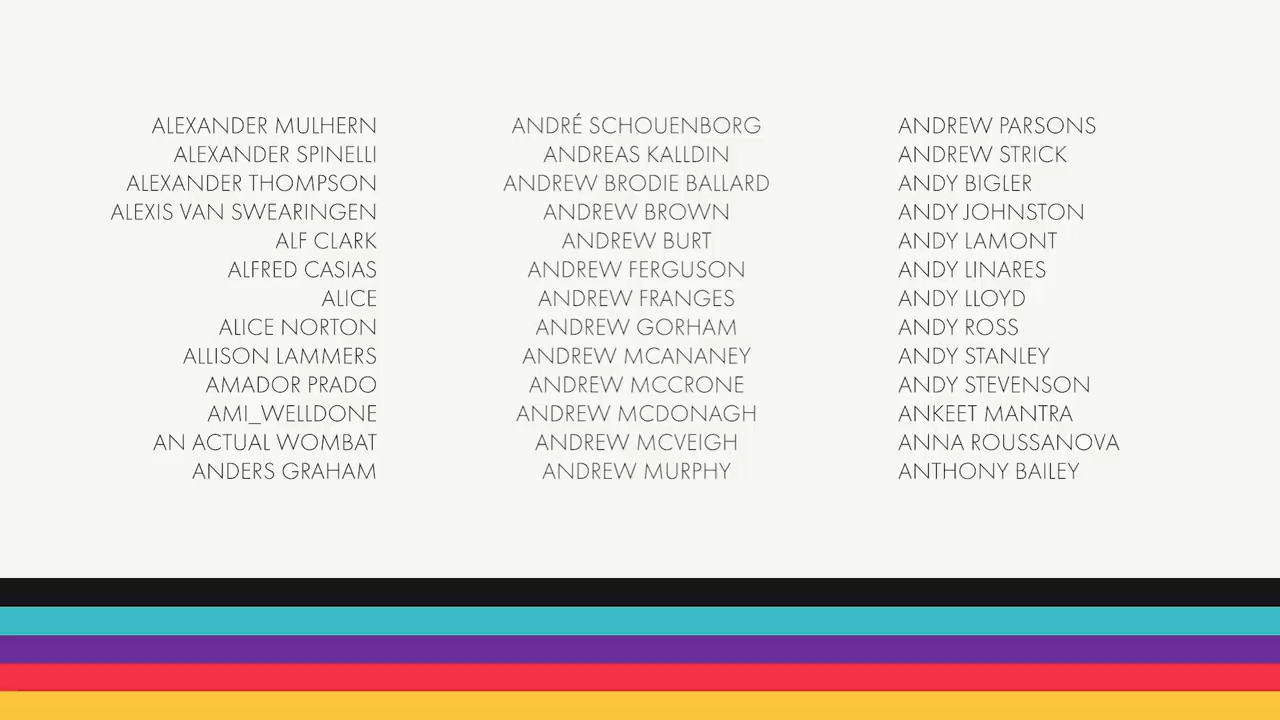 ALEXANDER MULHERN
ALEXANDER SPINELLI
ALEXANDER THOMPSON
ALEXIS VAN SWEARINGEN
ALF CLARK
ALFRED CASIAS
ALICE
ALICE NORTON
ALLISON LAMMERS
AMADOR PRADO
AMI_WELLDONE
AN ACTUAL WOMBAT
ANDERS GRAHAM
ANDRÉ SCHOUENBORG
ANDREAS KALLDIN
ANDREW BRODIE BALLARD
ANDREW BROWN
ANDREW BURT
ANDREW FERGUSON
ANDREW FRANGES
ANDREW GORHAM
ANDREW MCANANEY
ANDREW MCCRONE
ANDREW MCDONAGH
ANDREW MCVEIGH
ANDREW MURPHY
ANDREW PARSONS
ANDREW STRICK
ANDY BIGLER
ANDY JOHNSTON
ANDY LAMONT
ANDY LINARES
ANDY LLOYD
ANDY ROSS
ANDY STANLEY
ANDY STEVENSON
ANKEET MANTRA
ANNA ROUSSANOVA
ANTHONY BAILEY